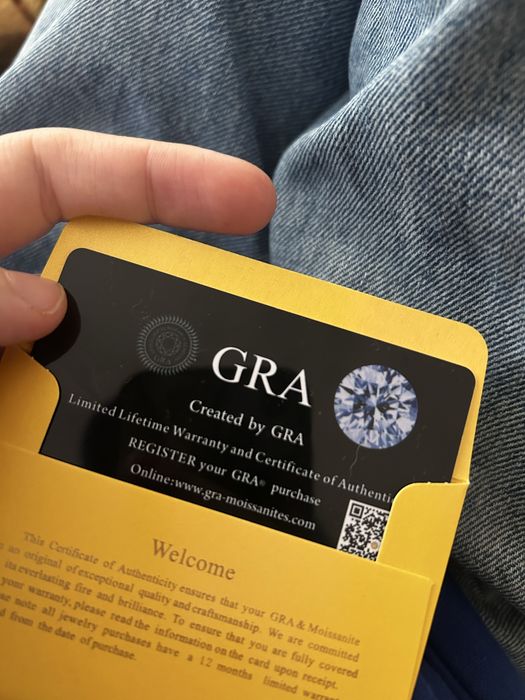 GRA
Created by GRA
Limited Lifetime Warranty and Certificate of Authenti
REGISTER your GRA® purchase
Online:www.gra-moissanites.com
Welcome
This Certificate of Authenticity ensures that your GRA & Moissanite
an original of exceptional quality and craftsmanship. We are committed
its everlasting fire and brilliance. To ensure that you are fully covered
your warranty, please read the information on the card upon receipt.
note all jewelry purchases have a 12 months limited warran
from the date of purchase.